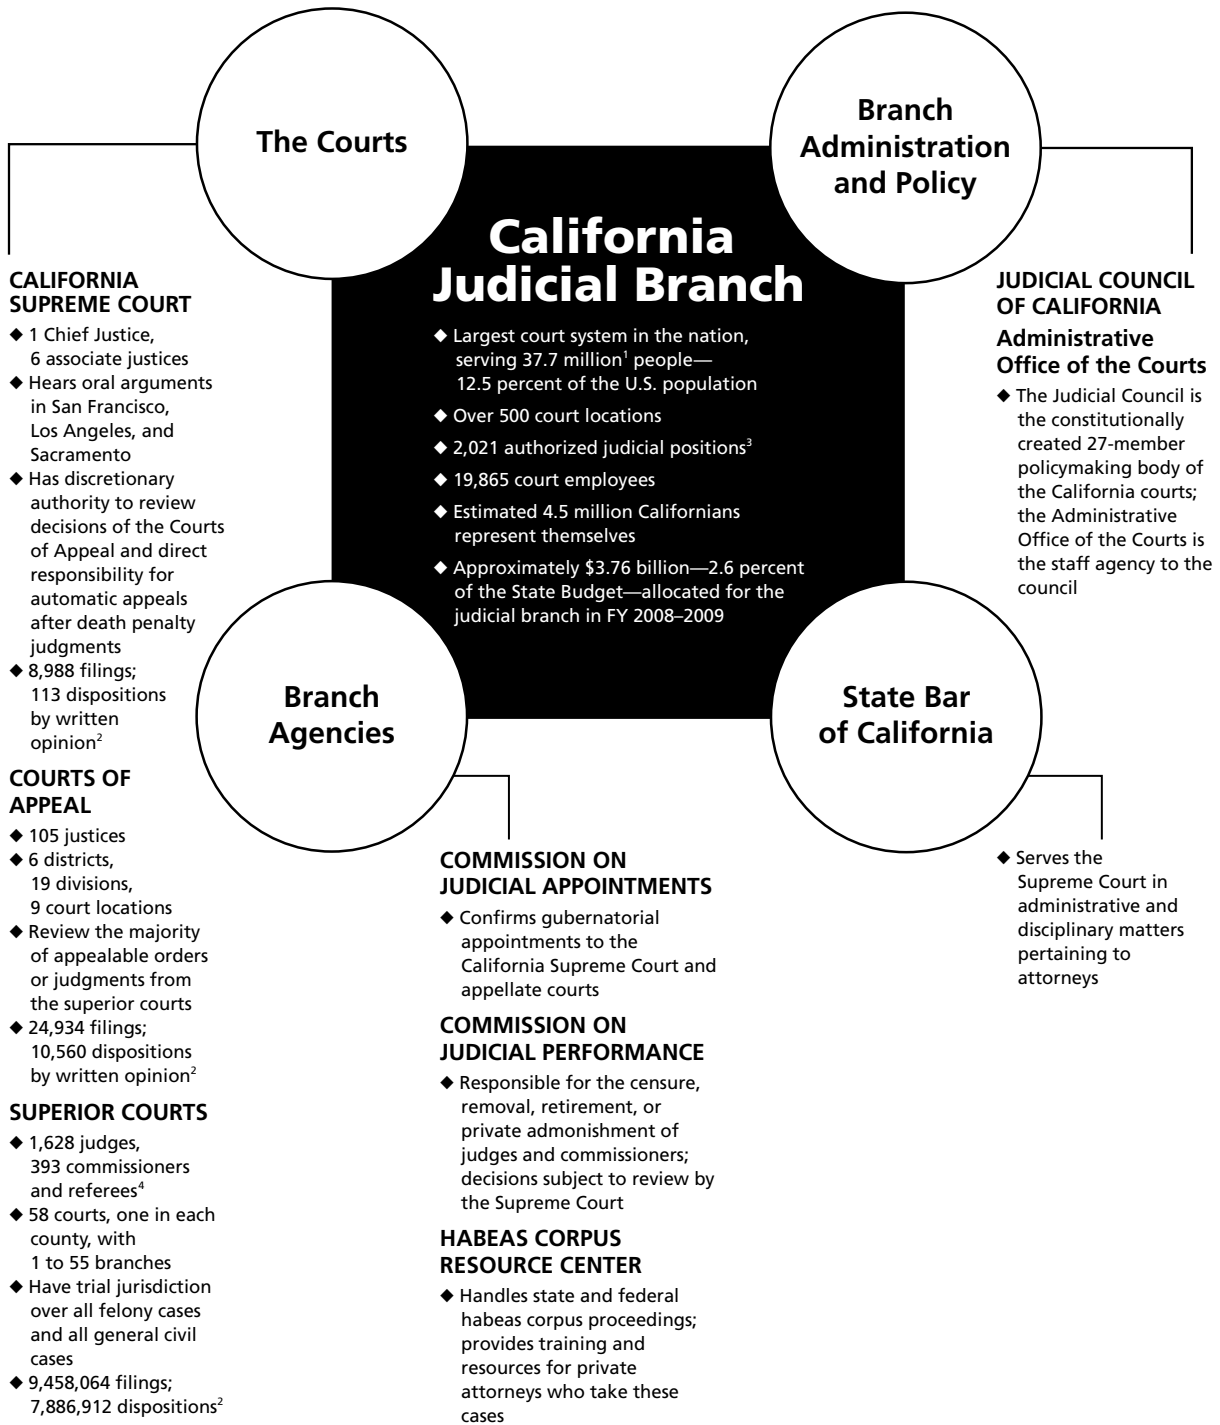 The Courts
Branch
Administration
and Policy
California
Judicial Branch
◆ Largest court system in the nation,
serving 37.7 million¹ people—
12.5 percent of the U.S. population
◆ Over 500 court locations
◆ 2,021 authorized judicial positions³
◆ 19,865 court employees
◆ Estimated 4.5 million Californians
represent themselves
◆ Approximately $3.76 billion—2.6 percent
of the State Budget—allocated for the
judicial branch in FY 2008–2009
CALIFORNIA
SUPREME COURT
◆ 1 Chief Justice,
6 associate justices
◆ Hears oral arguments
in San Francisco,
Los Angeles, and
Sacramento
◆ Has discretionary
authority to review
decisions of the Courts
of Appeal and direct
responsibility for
automatic appeals
after death penalty
judgments
◆ 8,988 filings;
113 dispositions
by written
opinion²
COURTS OF
APPEAL
◆ 105 justices
◆ 6 districts,
19 divisions,
9 court locations
◆ Review the majority
of appealable orders
or judgments from
the superior courts
◆ 24,934 filings;
10,560 dispositions
by written opinion²
SUPERIOR COURTS
◆ 1,628 judges,
393 commissioners
and referees⁴
◆ 58 courts, one in each
county, with
1 to 55 branches
◆ Have trial jurisdiction
over all felony cases
and all general civil
cases
◆ 9,458,064 filings;
7,886,912 dispositions²
JUDICIAL COUNCIL
OF CALIFORNIA
Administrative
Office of the Courts
◆ The Judicial Council is
the constitutionally
created 27-member
policymaking body of
the California courts;
the Administrative
Office of the Courts is
the staff agency to the
council
Branch
Agencies
COMMISSION ON
JUDICIAL APPOINTMENTS
◆ Confirms gubernatorial
appointments to the
California Supreme Court and
appellate courts
COMMISSION ON
JUDICIAL PERFORMANCE
◆ Responsible for the censure,
removal, retirement, or
private admonishment of
judges and commissioners;
decisions subject to review by
the Supreme Court
HABEAS CORPUS
RESOURCE CENTER
◆ Handles state and federal
habeas corpus proceedings;
provides training and
resources for private
attorneys who take these
cases
State Bar
of California
◆ Serves the
Supreme Court in
administrative and
disciplinary matters
pertaining to
attorneys